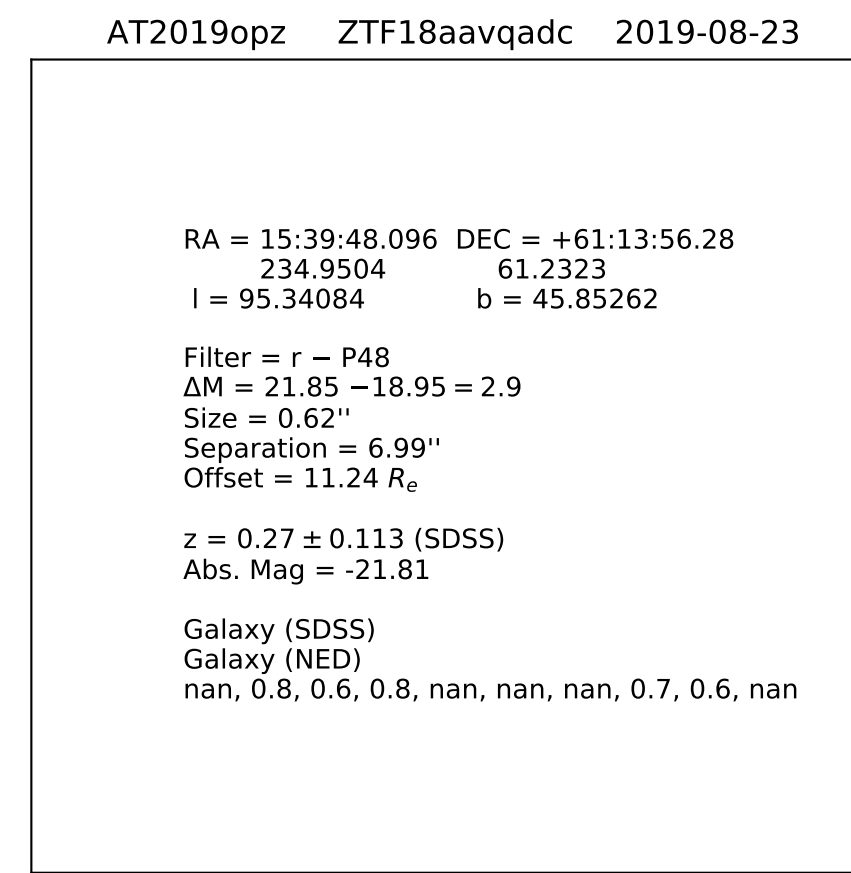 AT2019opz ZTF18aavqadc 2019-08-23
RA = 15:39:48.096 DEC = +61:13:56.28
234.9504 61.2323
l = 95.34084 b = 45.85262
Filter = r − P48
ΔM = 21.85 −18.95 = 2.9
Size = 0.62''
Separation = 6.99''
Offset = 11.24 Re
z = 0.27 ± 0.113 (SDSS)
Abs. Mag = -21.81
Galaxy (SDSS)
Galaxy (NED)
nan, 0.8, 0.6, 0.8, nan, nan, nan, 0.7, 0.6, nan